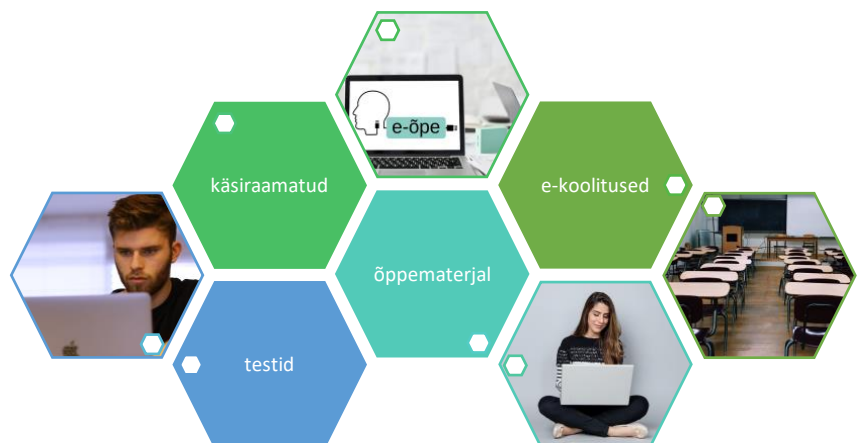 e-õpe
käsiraamatud
e-koolitused
õppematerjal
testid